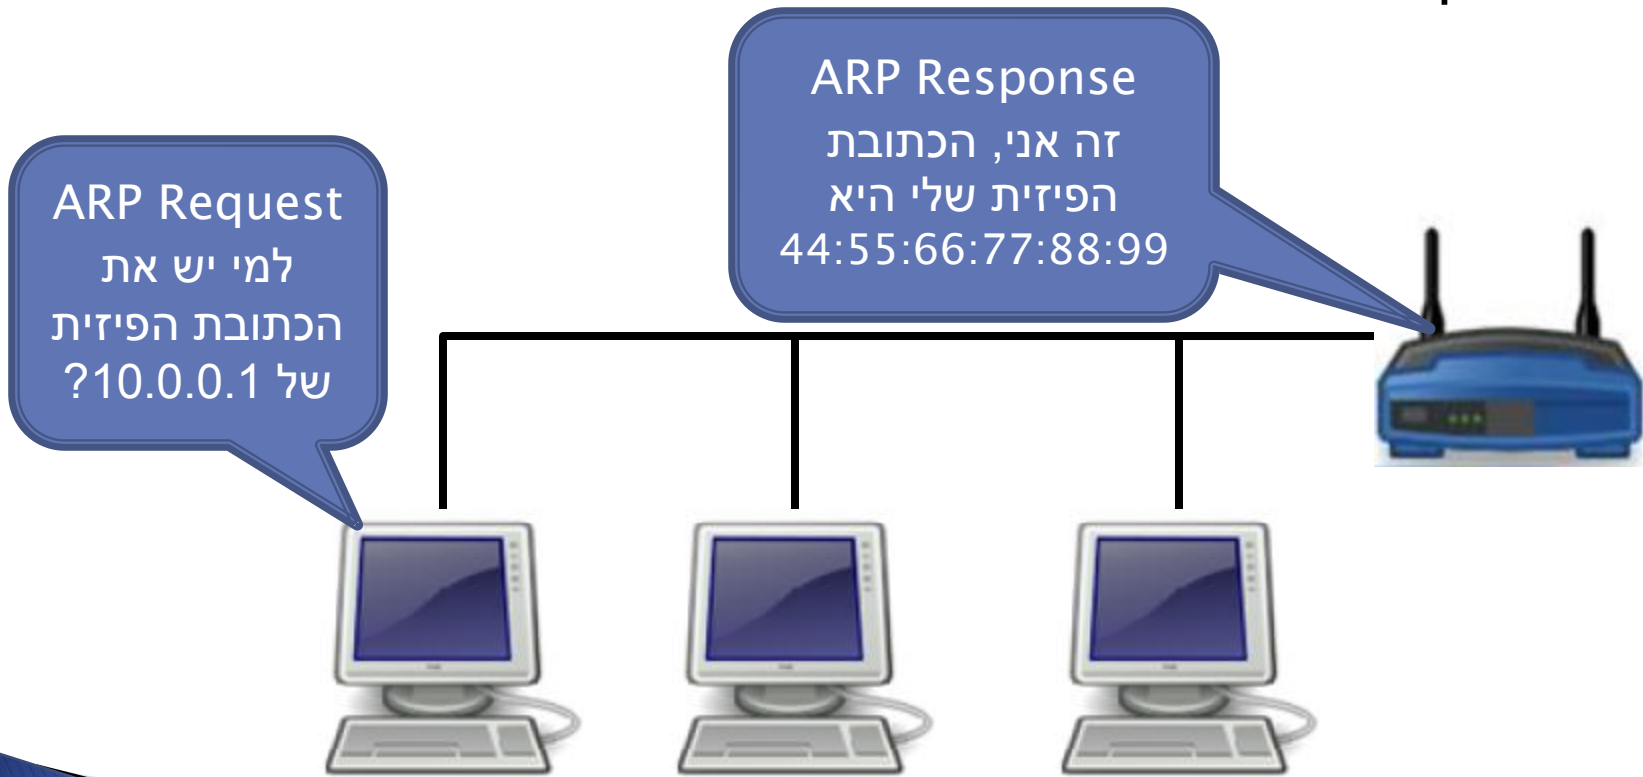 ARP Request
למי יש את
הכתובת הפיזית
של 10.0.0.1?
ARP Response
זה אני, הכתובת
הפיזית שלי היא
44:55:66:77:88:99